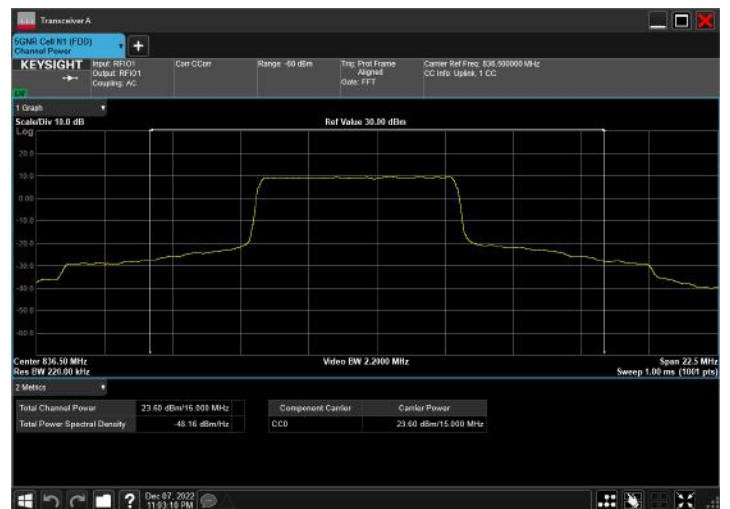 Transceiver A
5GNR Cell N1 (FDD)
Channel Power
KEYSIGHT
Input: RFIO1
Output: RFIO1
Coupling: AC
Corr CCorr
Range -60 dBm
Trig: Prot Frame
Aligned
Gate: FFT
Carrier Ref Freq: 836.500000 MHz
CC Info: Uplink, 1 CC
1 Graph
Scale/Div 10.0 dB
Ref Value 30.00 dBm
Log
20.0
10.0
0.00
-10.0
-20.0
-30.0
-40.0
-50.0
-60.0
Center 836.50 MHz
Video BW 2.2000 MHz
Span 22.5 MHz
Res BW 220.00 kHz
Sweep 1.00 ms (1001 pts)
2 Metrics
Total Channel Power 23.60 dBm/15.000 MHz
Total Power Spectral Density -48.16 dBm/Hz
Component Carrier Carrier Power
CC0 23.60 dBm/15.000 MHz
Dec 07, 2022
11:03:10 PM